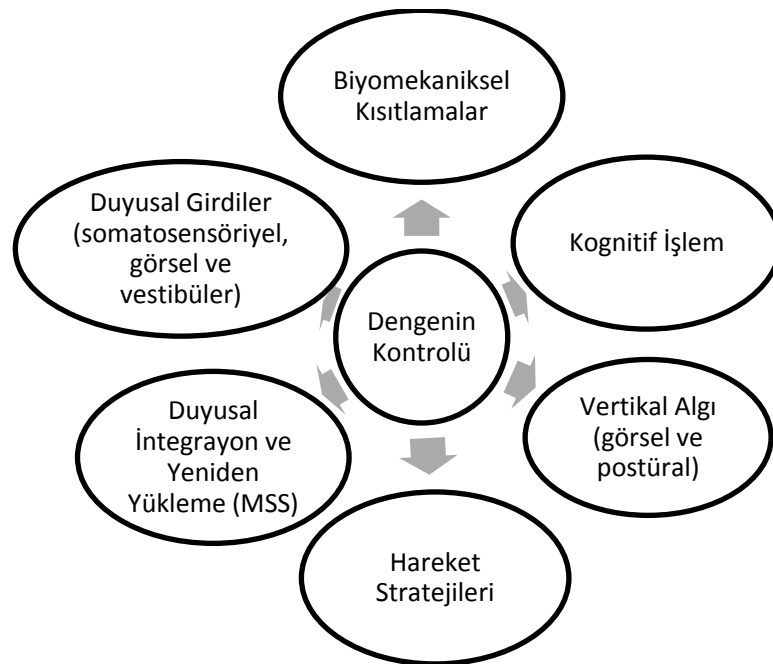 Biyomekaniksel
Kısıtlamalar
Duyusal Girdiler
(somatosensöriyel,
görsel ve
vestibüler)
Kognitif İşlem
Dengenin
Kontrolü
Duyusal
İntegrayon ve
Yeniden
Yükleme (MSS)
Vertikal Algı
(görsel ve
postüral)
Hareket
Stratejileri